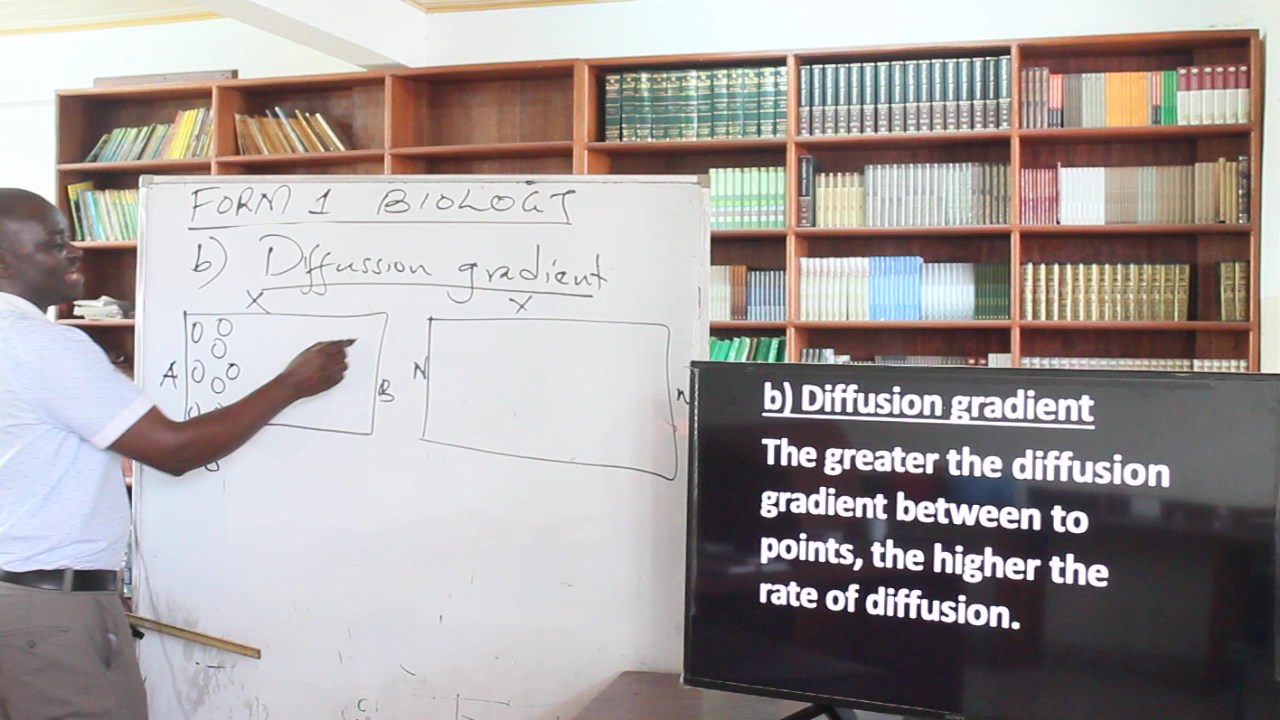 FORM 1 BIOLOGY
b) Diffussion gradient
X X
A B N n
b) Diffusion gradient
The greater the diffusion
gradient between to
points, the higher the
rate of diffusion.